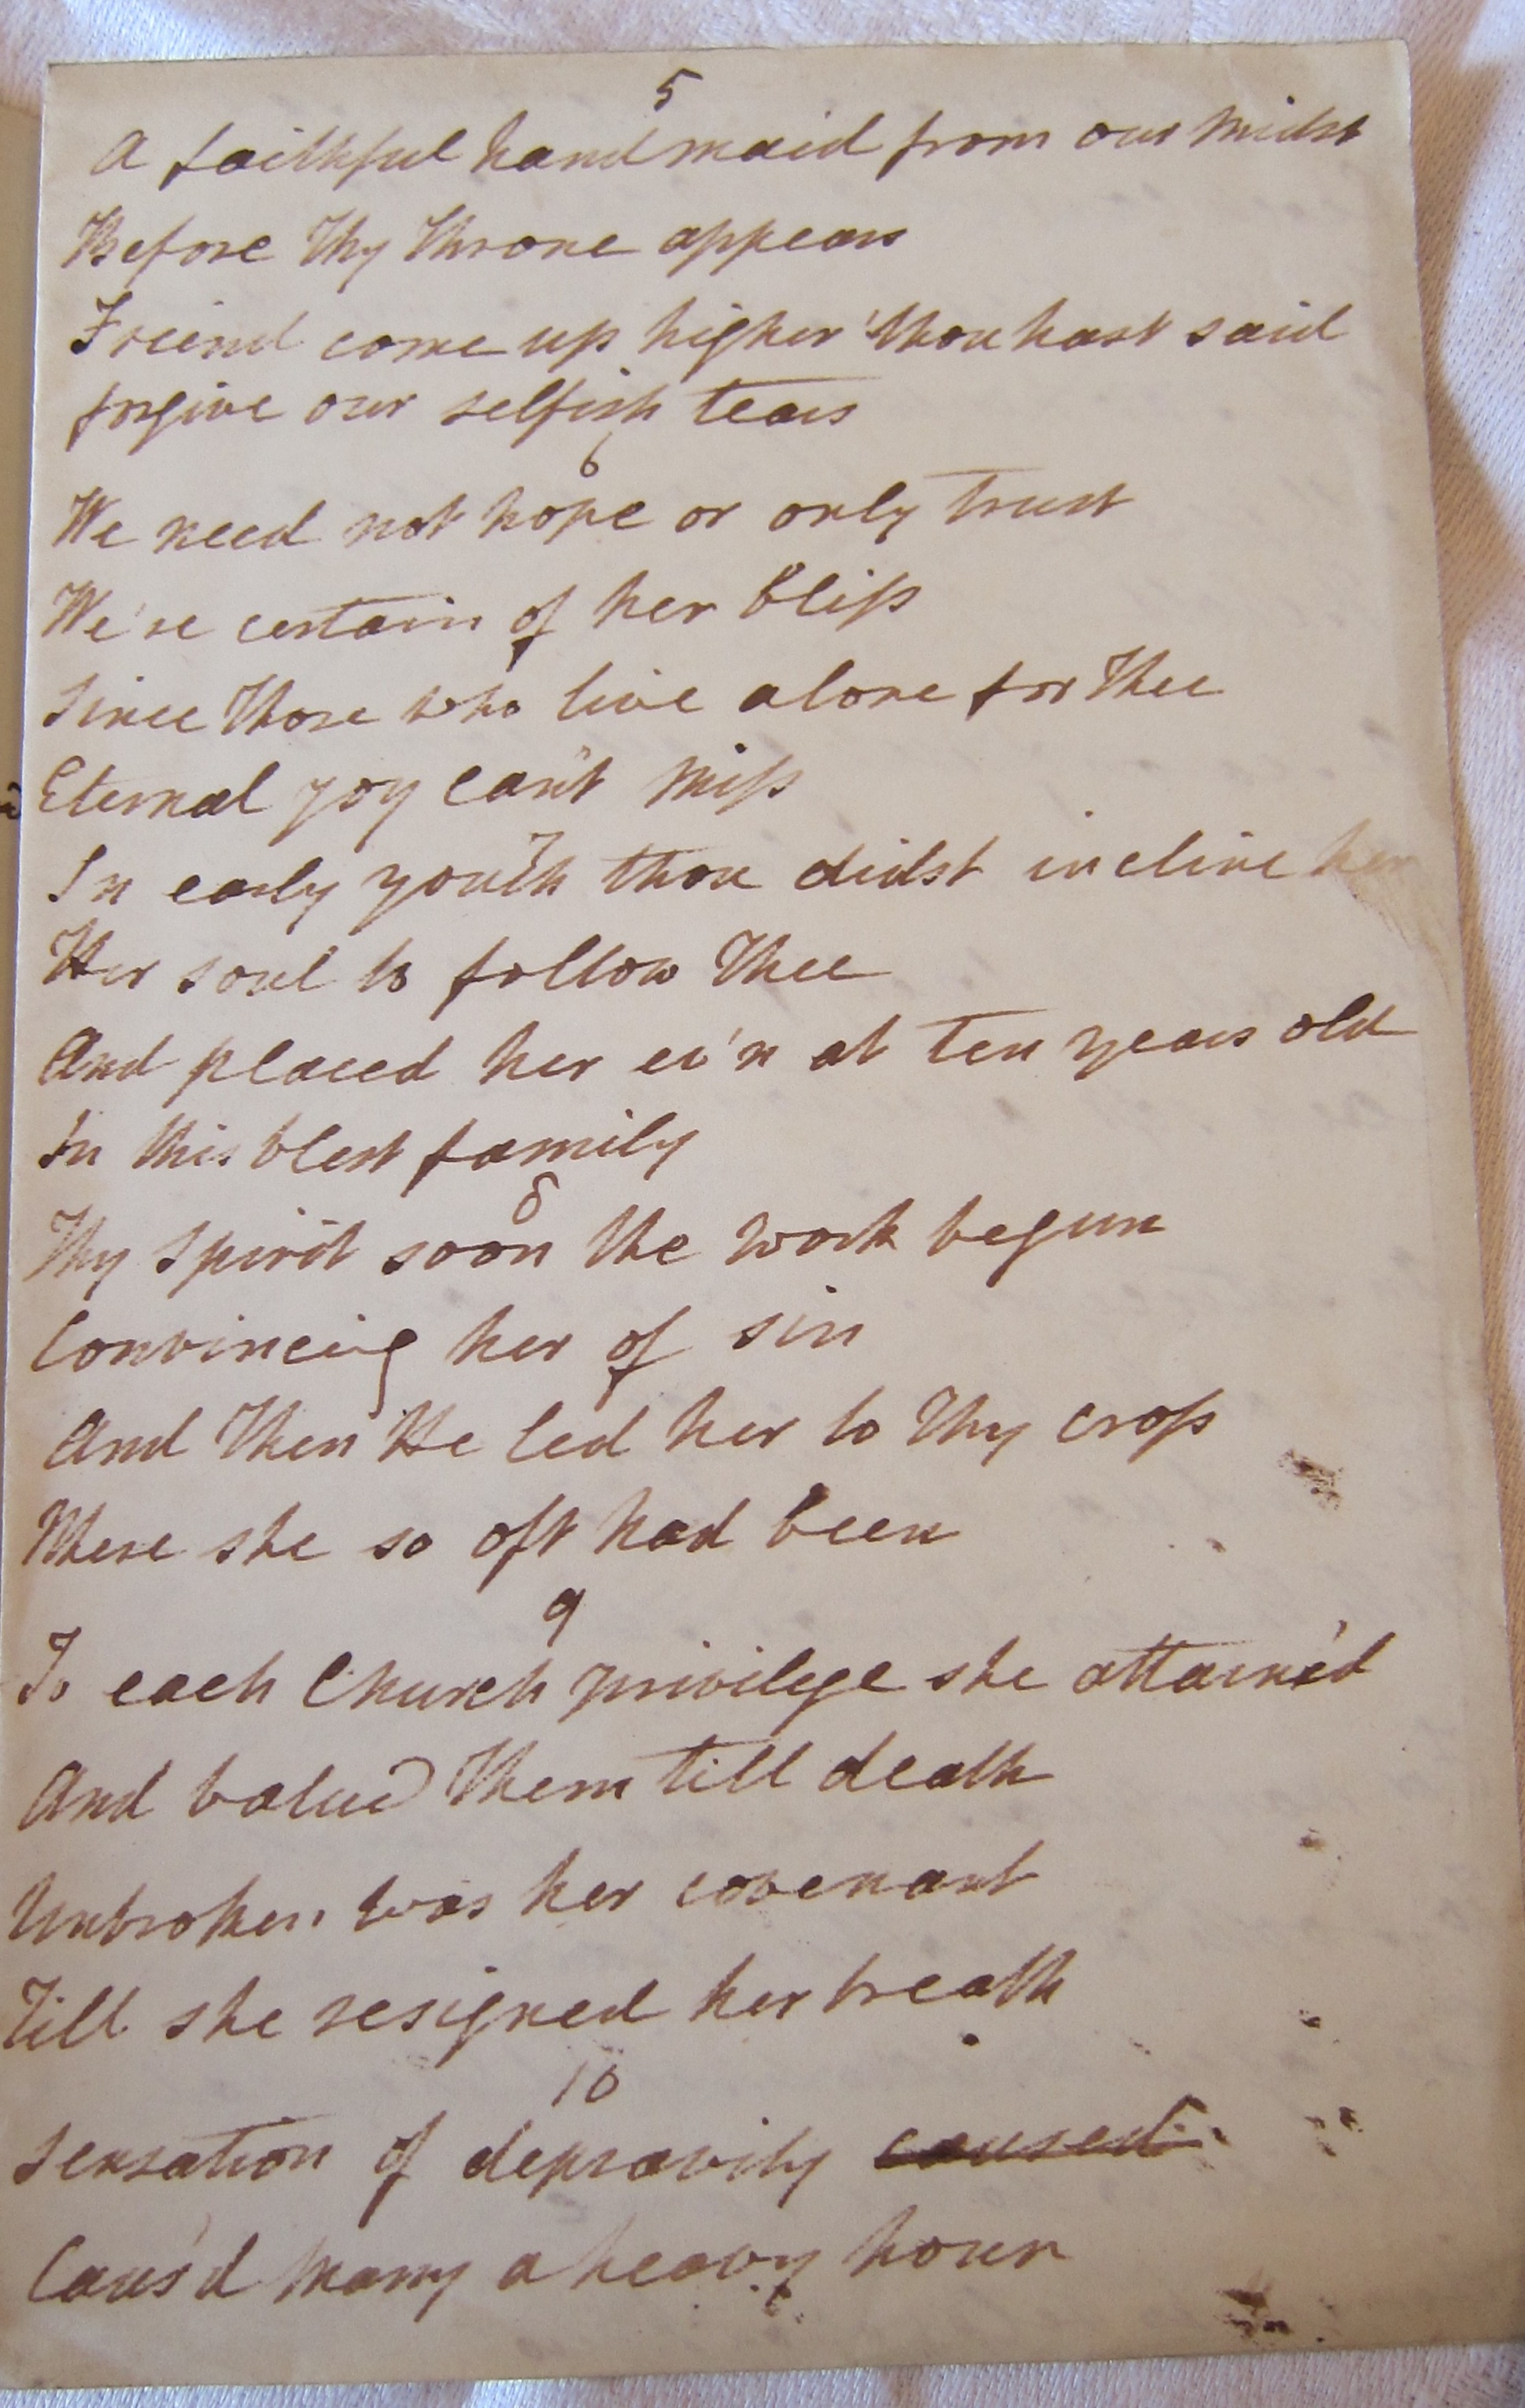 5
A faithful handmaid from our midst
Before Thy Throne appears
Freind come up higher thou hast said
forgive our selfish tears
6
We need not hope or only trust
We're certain of her bliss
Since those who live alone for Thee
Eternal joy can't miss
7
In early youth thou didst incline her
Her soul to follow Thee
And placed her ev'n at ten years old
In this blest family
8
Thy Spirit soon the work begun
Convincing her of sin
And then He led her to Thy cross
Where she so oft had been
9
To each Church privilege she attain'd
And valued them till death
Unbroken was her covenant
Till she resigned her breath
10
Sensation of depravity caused
Caus'd many a heavy hour